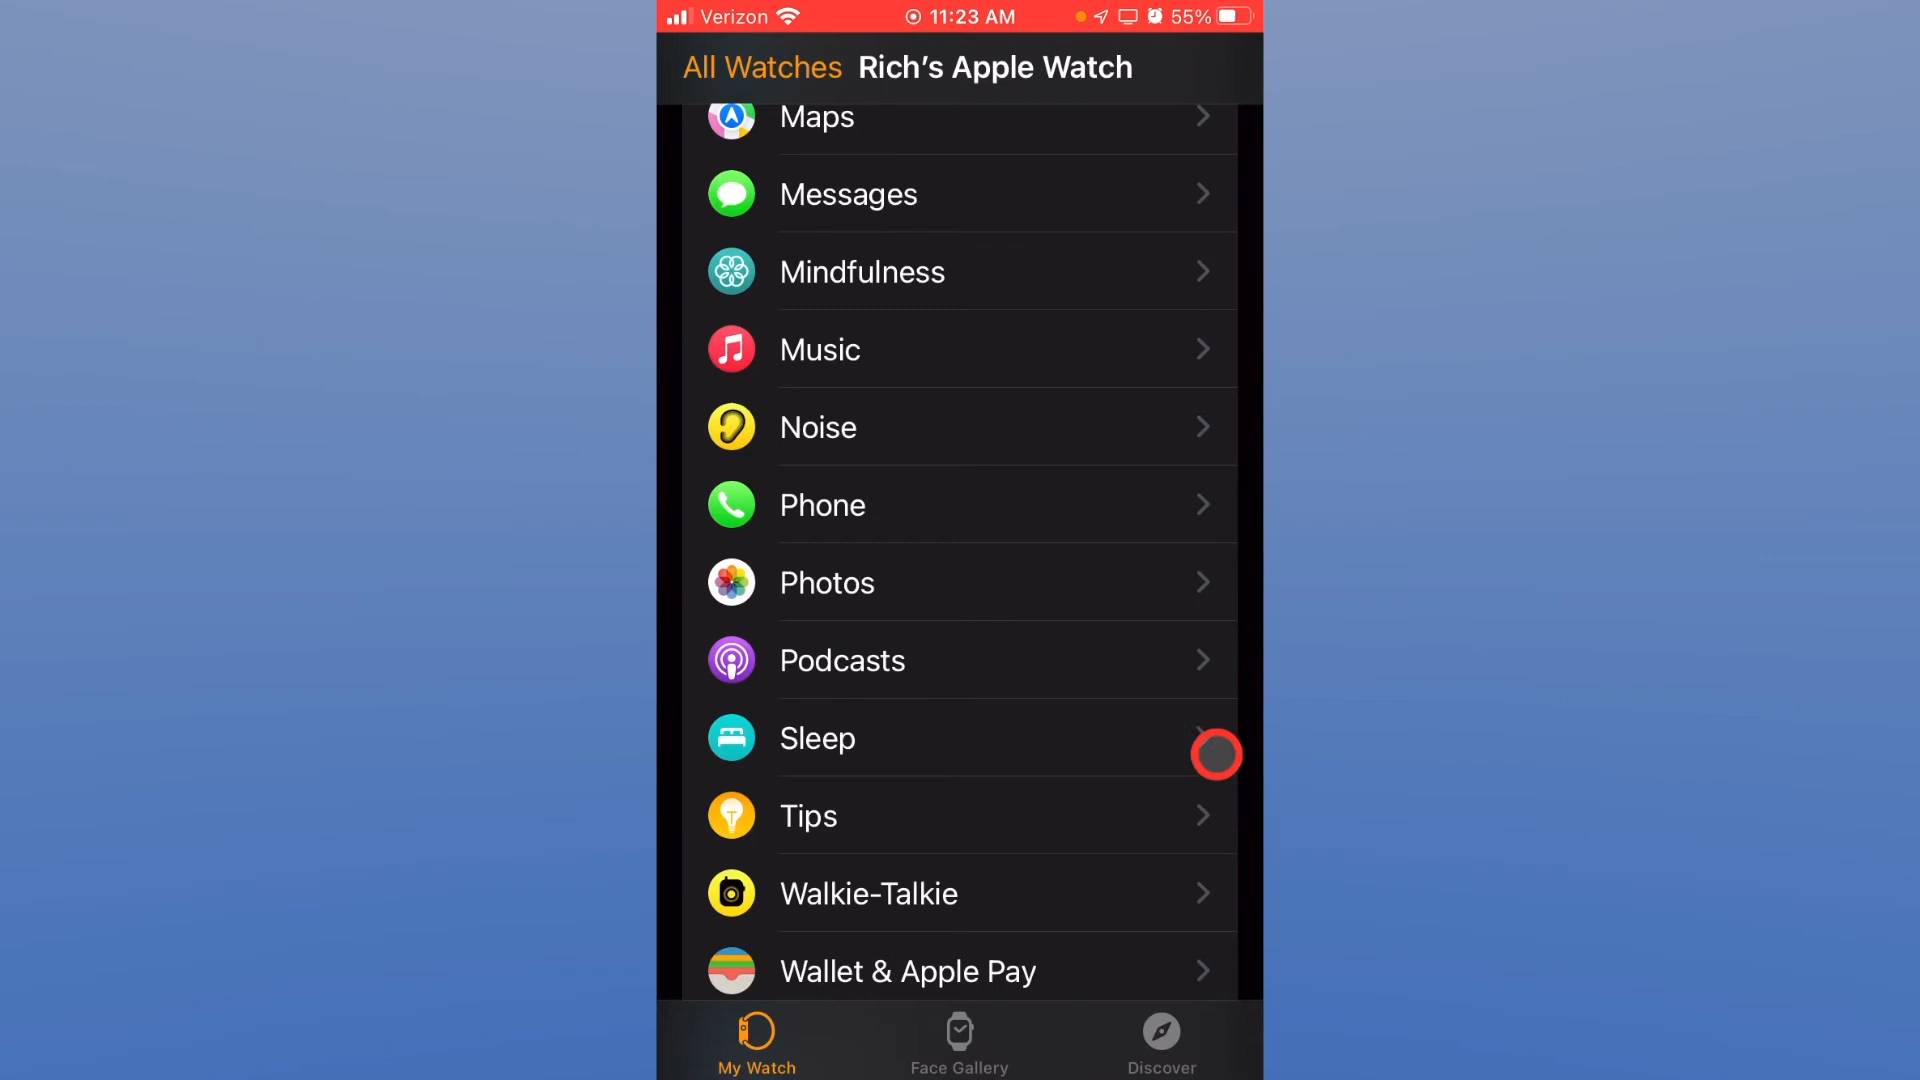 Verizon 11:23 AM 55%
All Watches Rich's Apple Watch
Maps
Messages
Mindfulness
Music
Noise
Phone
Photos
Podcasts
Sleep
Tips
Walkie-Talkie
Wallet & Apple Pay
My Watch Face Gallery Discover